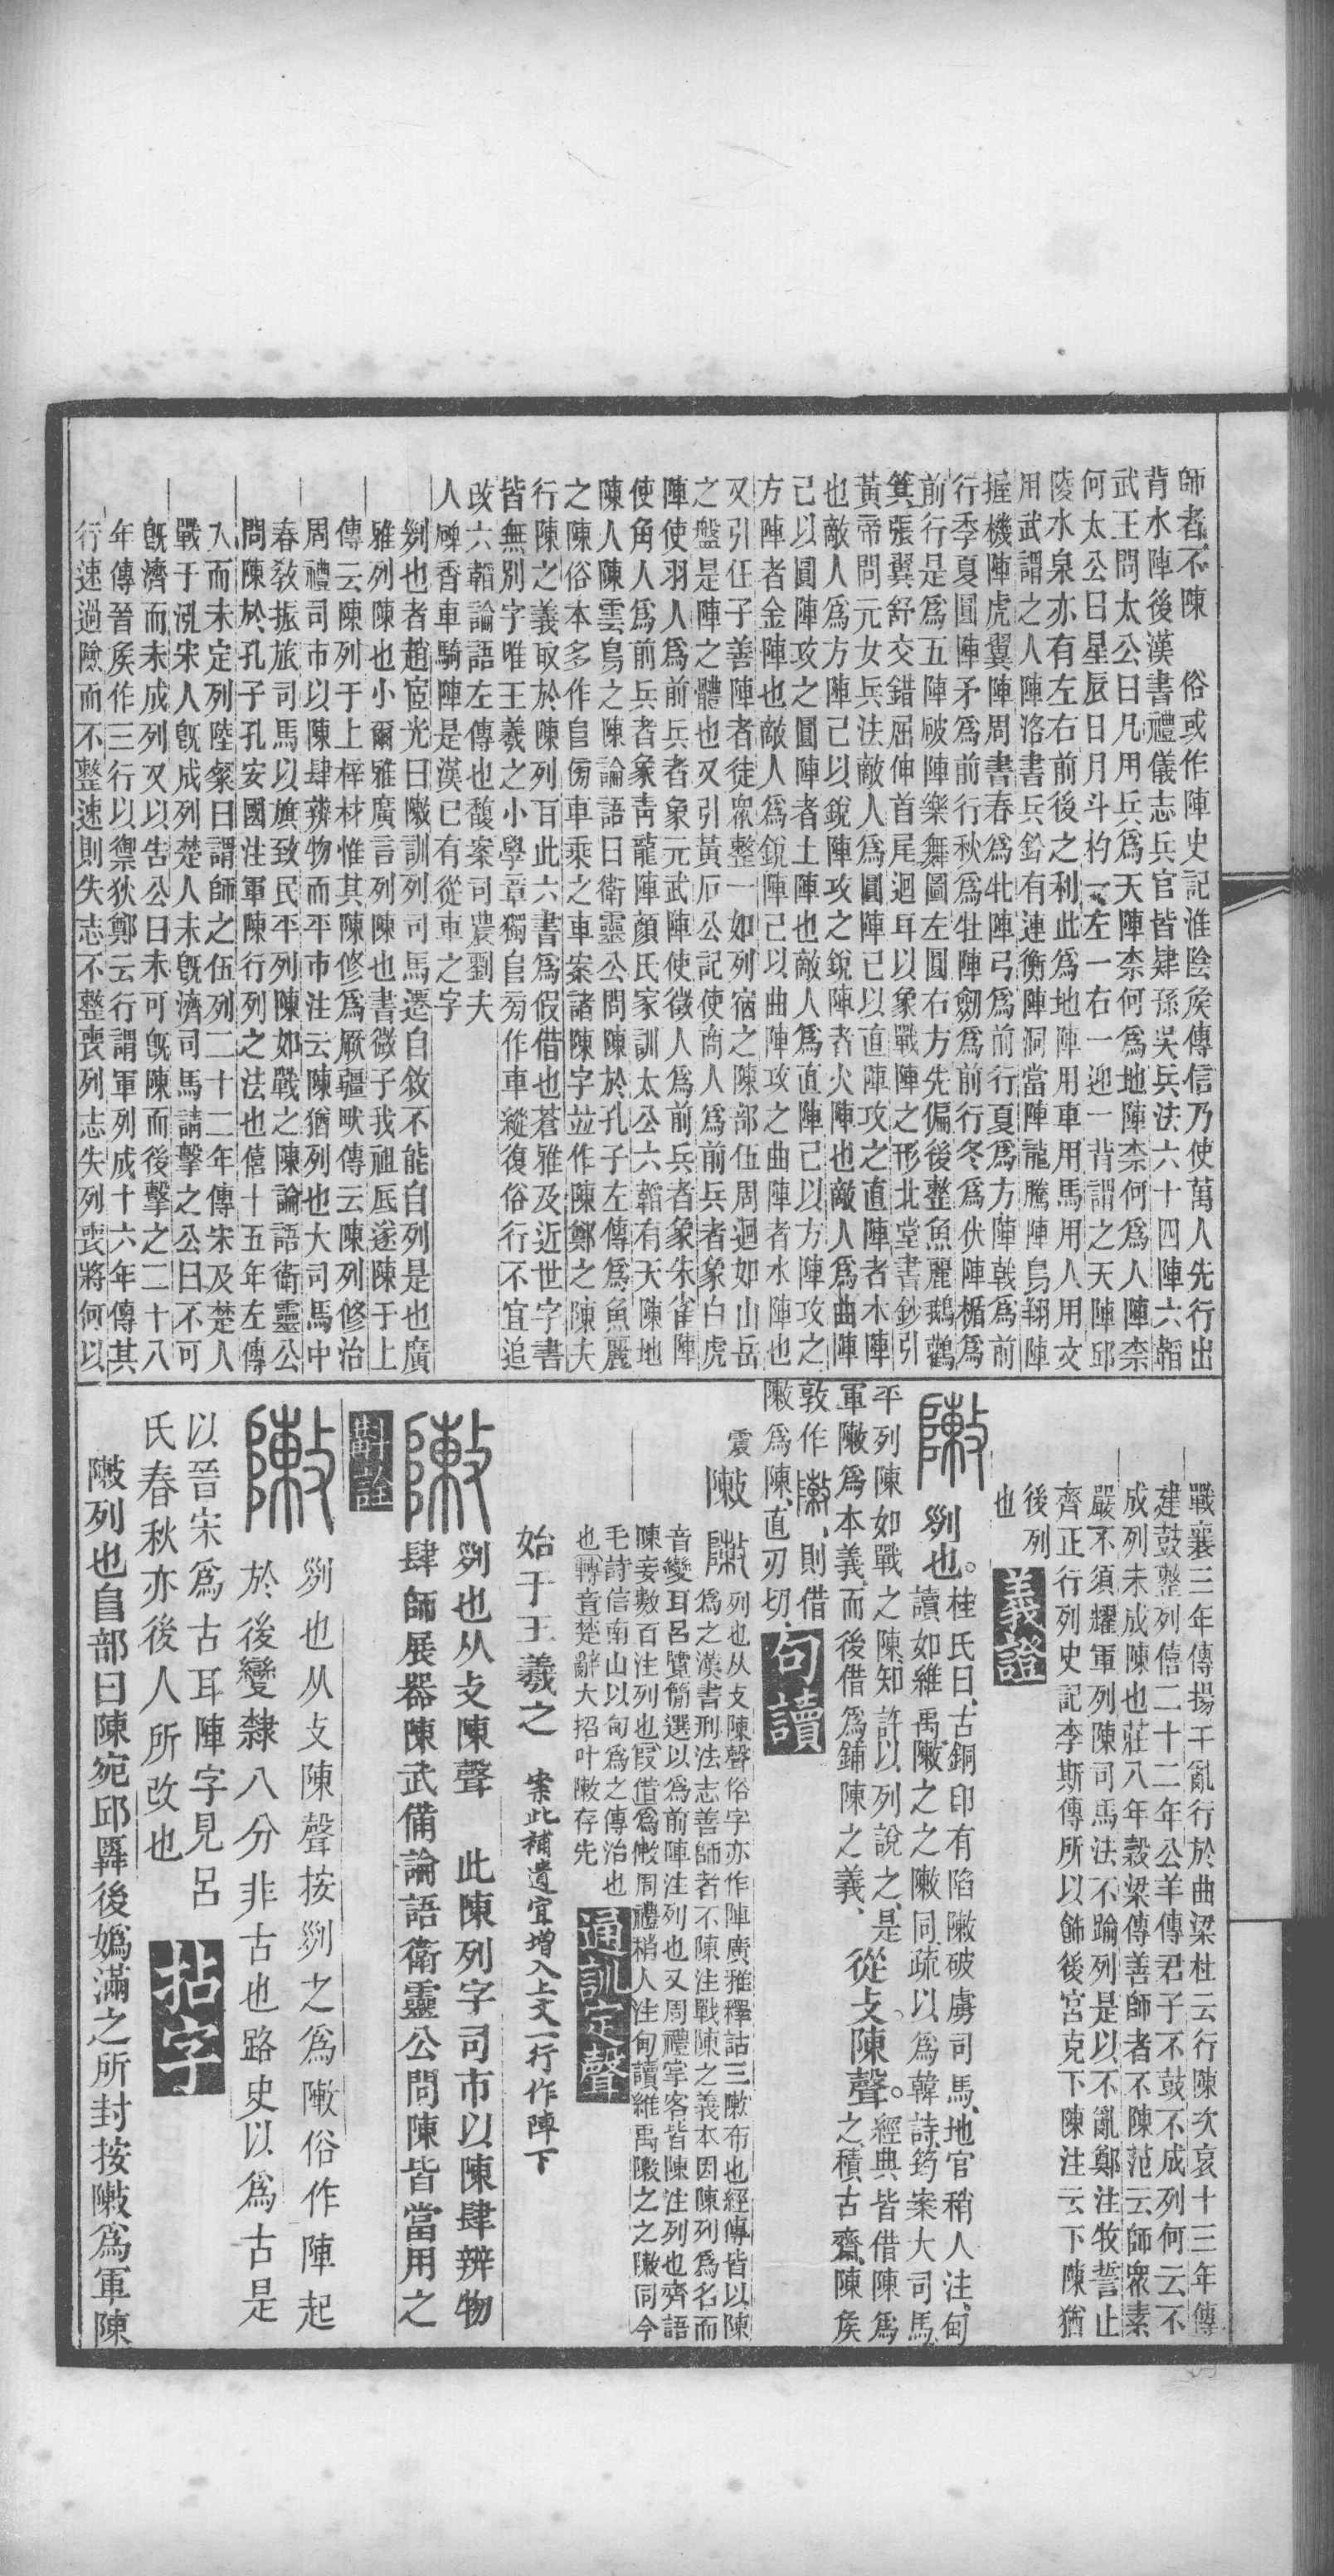 師者不陳　俗或作陣史記淮陰矦傳信乃使萬人先行出
背水陣後漢書禮儀志兵官皆肄孫吳兵法六十四陣六韜
武王問太公曰凡用兵爲天陣柰何爲地陣柰何爲人陣柰
何太公曰星辰日月斗杓一左一右一迎一背謂之天陣邱
陵水泉亦有左右前後之利此爲地陣用車用馬用人用文
用武謂之人陣洛書兵鈐有連衡陣洞當陣龍騰陣鳥翔陣
握機陣虎翼陣周書春爲牝陣弓爲前行夏爲方陣戟爲前
行季夏圓陣矛爲前行秋爲牡陣劒爲前行冬爲伏陣楯爲
前行是爲五陣破陣樂舞圖左圓右方先偏後整魚麗鵝鸛
箕張翼舒交錯屈伸首尾迴耳以象戰陣之形北堂書鈔引
黃帝問元女兵法敵人爲圓陣己以直陣攻之直陣者木陣
也敵人爲方陣己以銳陣攻之銳陣者火陣也敵人爲曲陣
己以圓陣攻之圓陣者土陣也敵人爲直陣己以方陣攻之
方陣者金陣也敵人爲銳陣己以曲陣攻之曲陣者水陣也
又引任子善陣者徒眾整一如列宿之陳部伍周迴如山岳
之盤是陣之體也又引黃石公記使商人爲前兵者象白虎
陣使羽人爲前兵者象元武陣使徵人爲前兵者象朱雀陣
使角人爲前兵者象靑龍陣顏氏家訓太公六韜有天陳地
陳人陳雲鳥之陳論語曰衛靈公問陳於孔子左傳爲魚麗
之陳俗本多作𨸏傍車乘之車案諸陳字竝作陳鄭之陳夫
行陳之義取於陳列耳此六書爲假借也蒼雅及近世字書
皆無別字唯王羲之小學章獨𨸏旁作車縱復俗行不宜追
改六韜論語左傳也馥案司農劉夫
人碑香車騎陣是漢已有從車之字
𠛱也者趙宧光曰敶訓列司馬遷自敘不能自列是也廣
雅列陳也小爾雅廣言列陳也書微子我祖厎遂陳于上
傳云陳列于上梓材惟其陳修爲厥疆畎傳云陳列修治
周禮司市以陳肆辨物而平市注云陳猶列也大司馬中
春敎振旅司馬以旗致民平列陳如戰之陳論語衛靈公
問陳於孔子孔安國注軍陳行列之法也僖十五年左傳
入而未定列陸粲曰謂師之伍列二十二年傳宋及楚人
戰于泓宋人旣成列楚人未旣濟司馬請擊之公曰不可
旣濟而未成列又以吿公曰未可旣陳而後擊之二十八
年傳晉矦作三行以禦狄鄭云行謂軍列成十六年傳其
行速過險而不整速則失志不整喪列志失列喪將何以
戰襄三年傳揚干亂行於曲梁杜云行陳次哀十三年傳
建鼓整列僖二十二年公羊傳君子不鼓不成列何云不
成列未成陳也莊八年穀梁傳善師者不陳范云師眾素
嚴不須耀軍列陳司馬法不踰列是以不亂鄭注牧誓止
齊正行列史記李斯傳所以飾後宮充下陳注云下陳猶
後列
也　義證
敶　𠛱也。桂氏曰古銅印有䧟敶破虜司馬地官稍人注甸
讀如維禹敶之之敶同疏以爲韓詩筠案大司馬
平列陳如戰之陳知許以列說之是從攴陳聲。經典皆借陳爲
軍敶爲本義而後借爲鋪陳之義、之積古齋陳矦
敦作敶則借
敶爲陳、直刃切　句讀
震　敶　敶　列也从攴陳聲俗字亦作陣廣雅釋詁三敶布也經傳皆以陳
爲之漢書刑法志善師者不陳注戰陳之義本因陳列爲名而
音變耳呂覽簡選以爲前陣注列也又周禮掌客皆陳注列也齊語
陳妾數百注列也叚借爲敶周禮稍人注甸讀維禹敶之之敶同今
毛詩信南山以甸爲之傳治也
也轉音楚辭大招叶敶存先　通訓定聲
始于王羲之　案此補遺宜增入上文一行作陣下
敶　𠛱也从攴陳聲　此陳列字司市以陳肆辨物
肆師展器陳武備論語衛靈公問陳皆當用之
斠詮
敶　𠛱也从攴陳聲按𠛱之爲敶俗作陣起
於後變隸八分非古也路史以爲古是
以晉宋爲古耳陣字見呂
氏春秋亦後人所改也　拈字
敶列也𨸏部曰陳宛邱舜後嬀滿之所封按敶爲軍陳